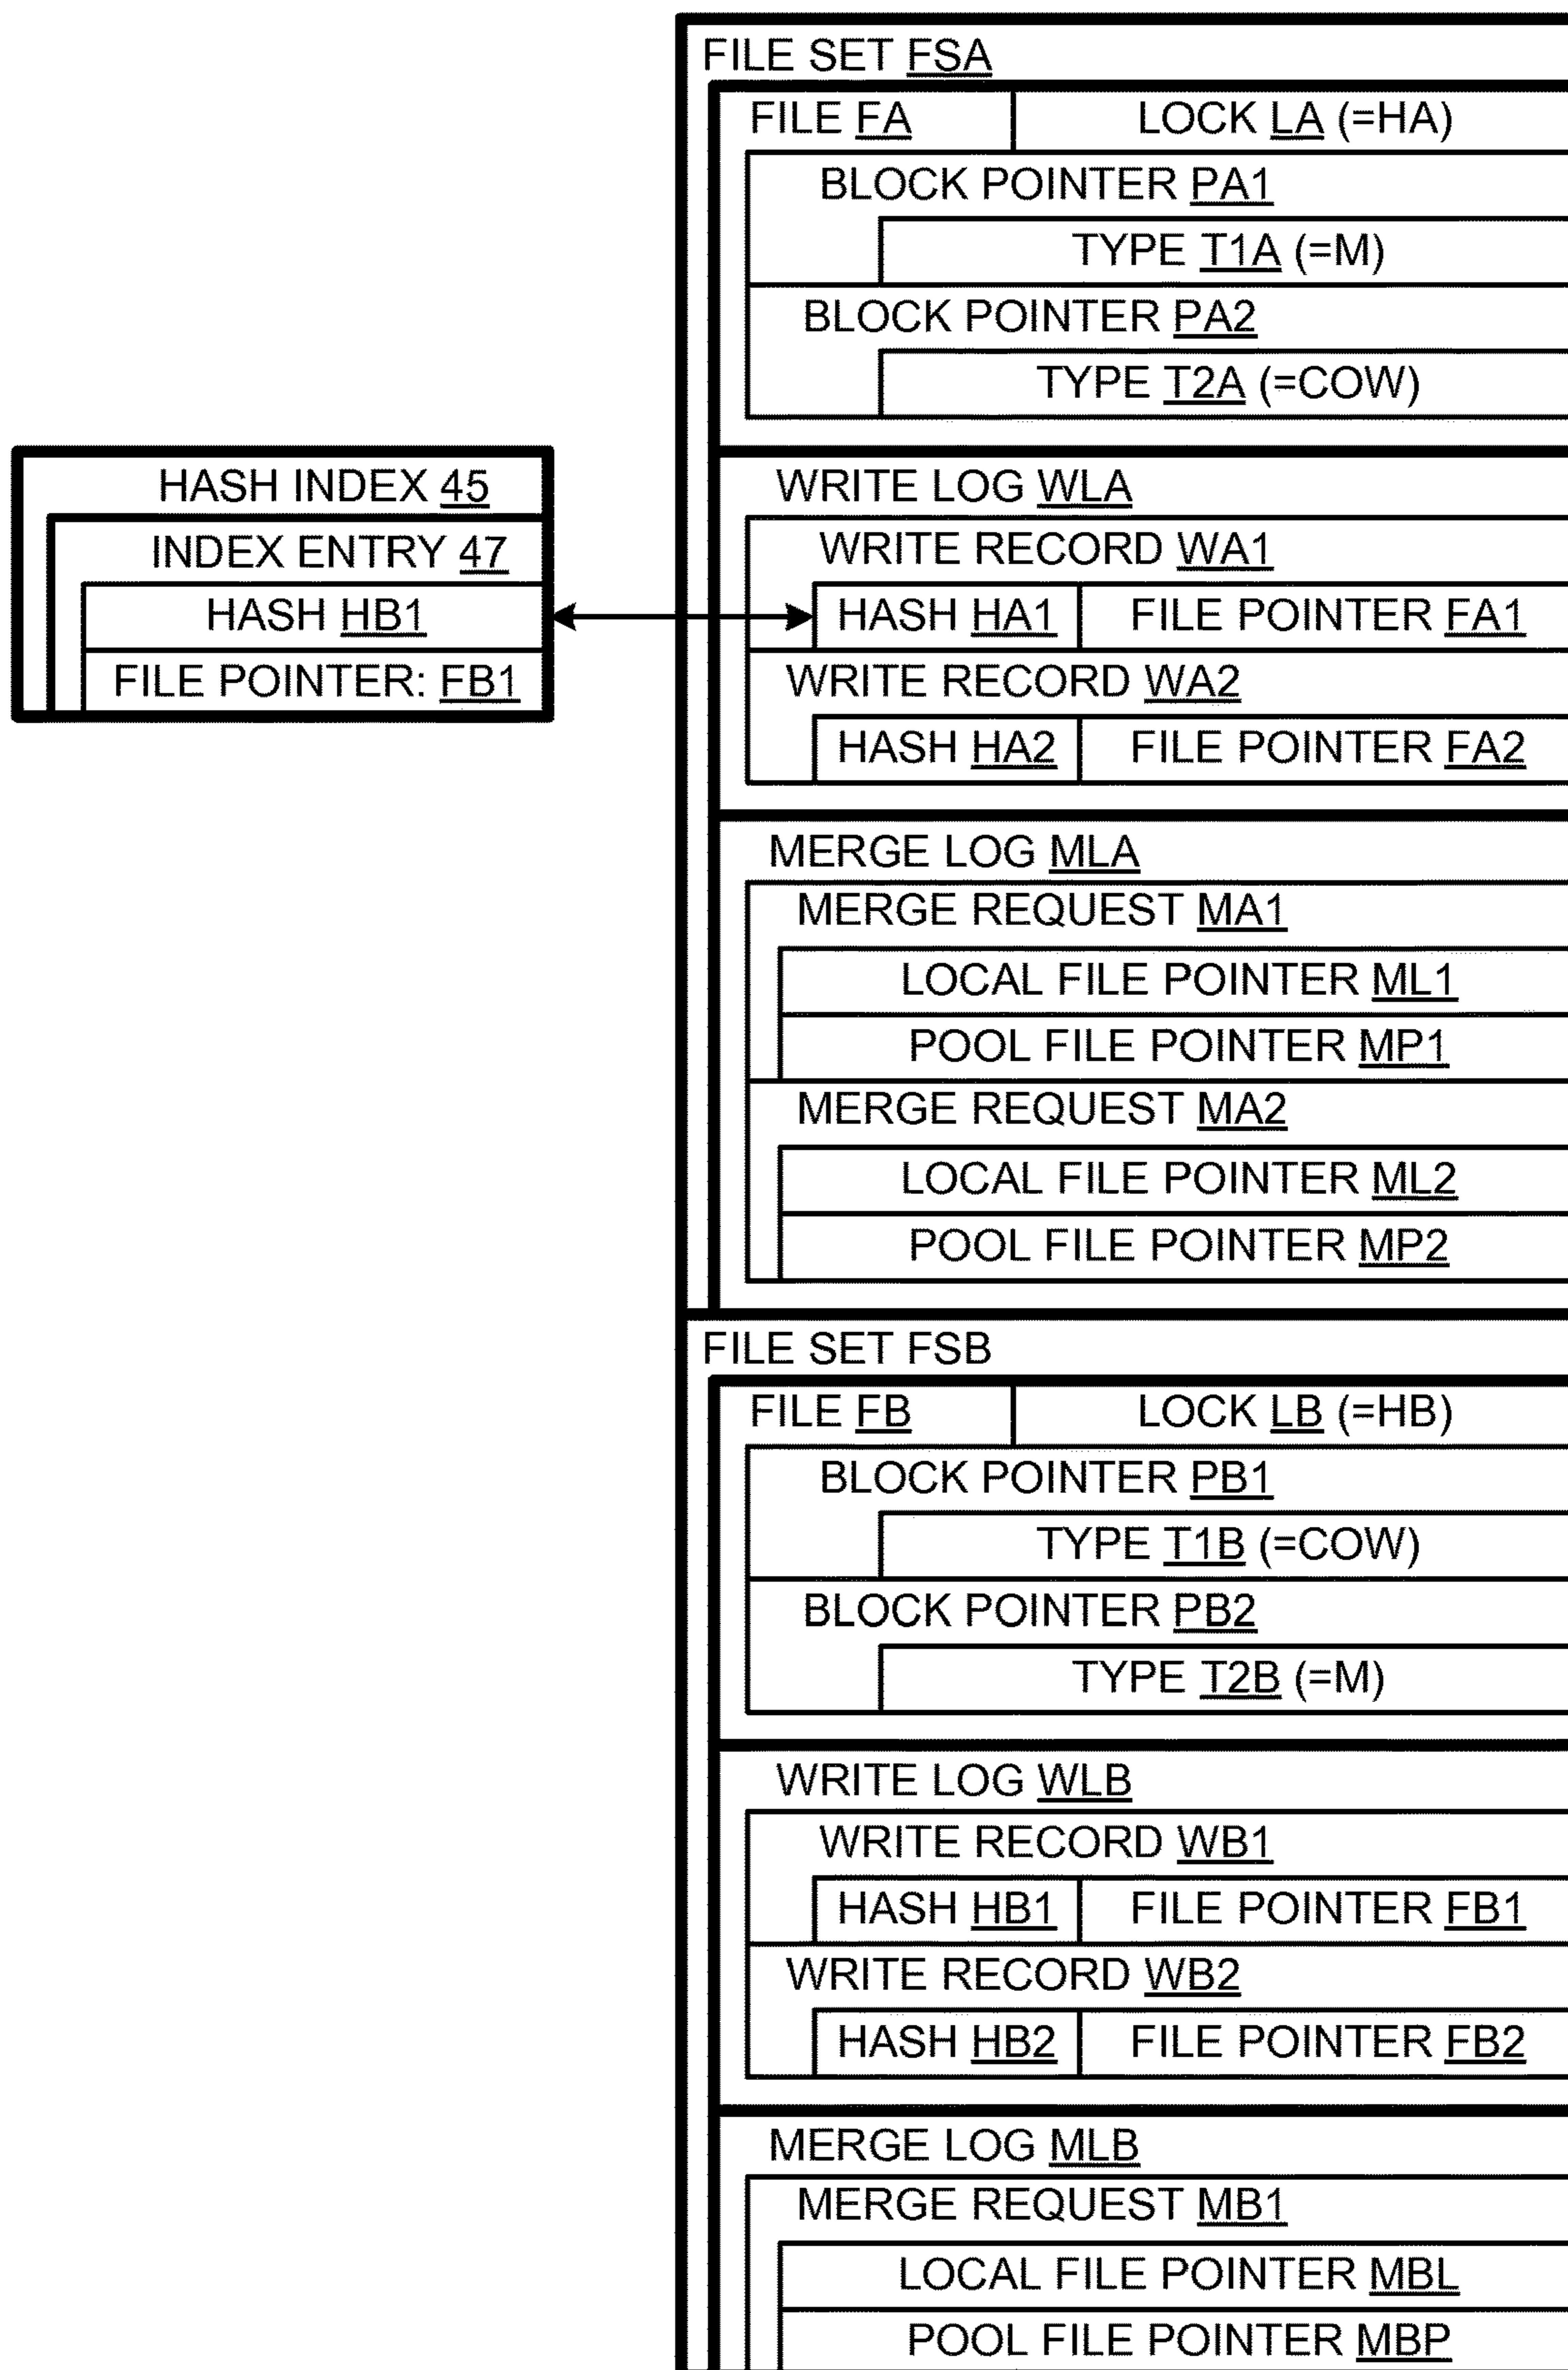 FILE SET FSA
FILE FA
LOCK LA (=HA)
BLOCK POINTER PA1
TYPE T1A (=M)
BLOCK POINTER PA2
TYPE T2A (=COW)
HASH INDEX 45
INDEX ENTRY 47
HASH HB1
FILE POINTER: FB1
WRITE LOG WLA
WRITE RECORD WA1
HASH HA1
FILE POINTER FA1
WRITE RECORD WA2
HASH HA2
FILE POINTER FA2
MERGE LOG MLA
MERGE REQUEST MA1
LOCAL FILE POINTER ML1
POOL FILE POINTER MP1
MERGE REQUEST MA2
LOCAL FILE POINTER ML2
POOL FILE POINTER MP2
FILE SET FSB
FILE FB
LOCK LB (=HB)
BLOCK POINTER PB1
TYPE T1B (=COW)
BLOCK POINTER PB2
TYPE T2B (=M)
WRITE LOG WLB
WRITE RECORD WB1
HASH HB1
FILE POINTER FB1
WRITE RECORD WB2
HASH HB2
FILE POINTER FB2
MERGE LOG MLB
MERGE REQUEST MB1
LOCAL FILE POINTER MBL
POOL FILE POINTER MBP